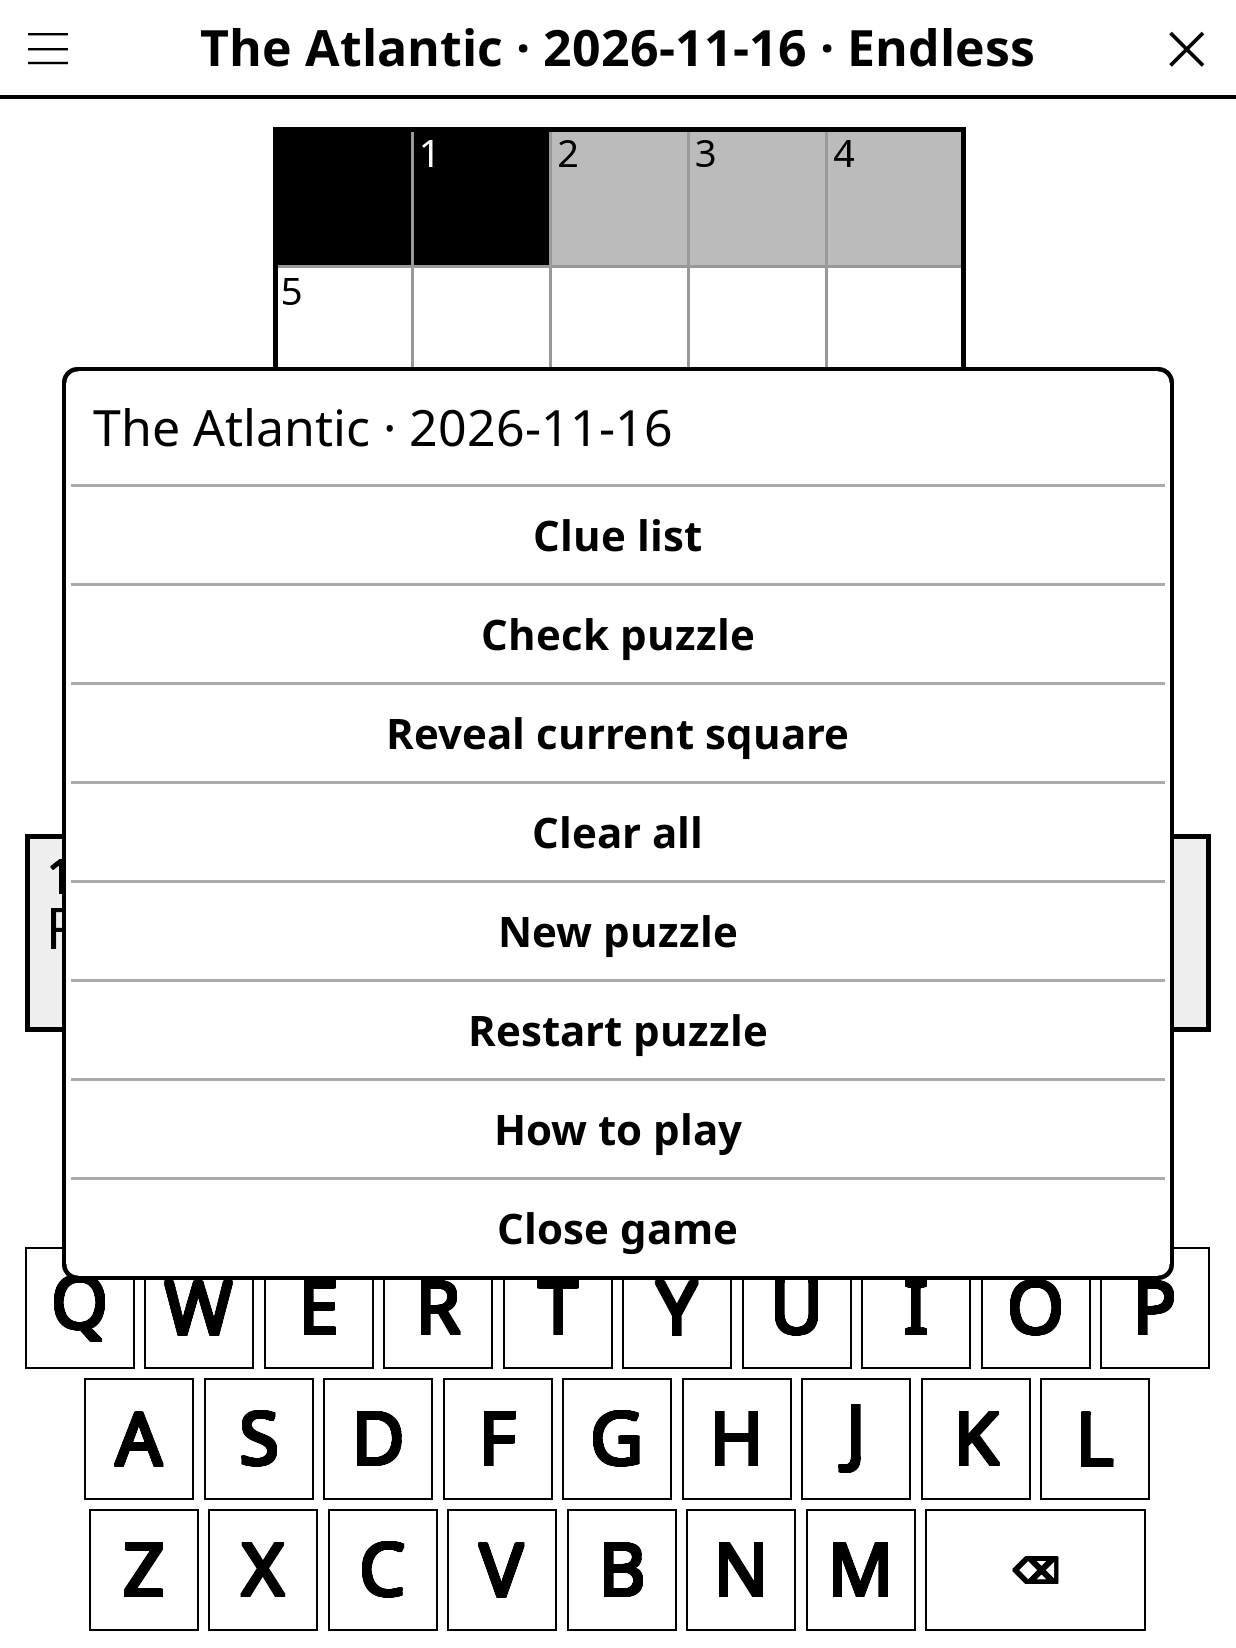 The Atlantic · 2026-11-16 · Endless
1 2 3 4
5
The Atlantic · 2026-11-16
Clue list
Check puzzle
Reveal current square
Clear all
New puzzle
Restart puzzle
How to play
Close game
Q W E R T Y U I O P
A S D F G H J K L
Z X C V B N M